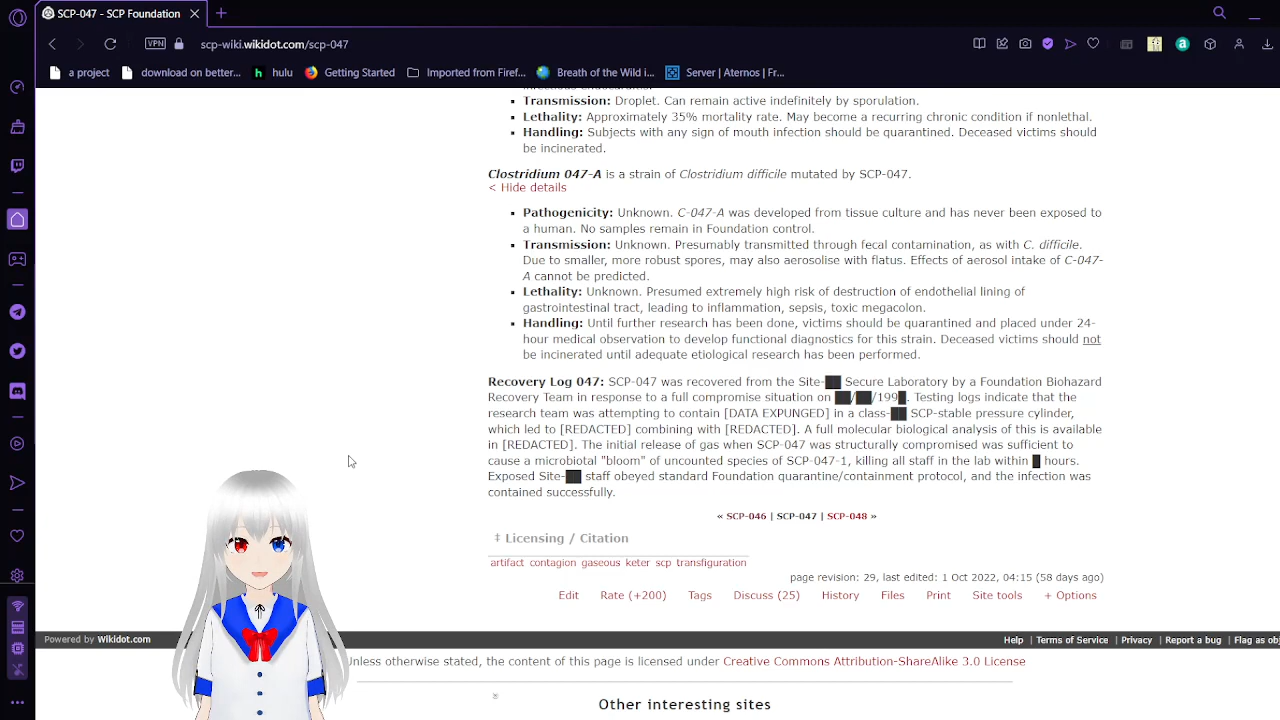 SCP-047 - SCP Foundation
VPN
scp-wiki.wikidot.com/scp-047
a project
download on better...
hulu
Getting Started
Imported from Firef...
Breath of the Wild i...
Server | Aternos | Fr...
Transmission: Droplet. Can remain active indefinitely by sporulation.
Lethality: Approximately 35% mortality rate. May become a recurring chronic condition if nonlethal.
Handling: Subjects with any sign of mouth infection should be quarantined. Deceased victims should
be incinerated.
Clostridium 047-A is a strain of Clostridium difficile mutated by SCP-047.
< Hide details
Pathogenicity: Unknown. C-047-A was developed from tissue culture and has never been exposed to
a human. No samples remain in Foundation control.
Transmission: Unknown. Presumably transmitted through fecal contamination, as with C. difficile.
Due to smaller, more robust spores, may also aerosolise with flatus. Effects of aerosol intake of C-047-
A cannot be predicted.
Lethality: Unknown. Presumed extremely high risk of destruction of endothelial lining of
gastrointestinal tract, leading to inflammation, sepsis, toxic megacolon.
Handling: Until further research has been done, victims should be quarantined and placed under 24-
hour medical observation to develop functional diagnostics for this strain. Deceased victims should not
be incinerated until adequate etiological research has been performed.
Recovery Log 047: SCP-047 was recovered from the Site-██ Secure Laboratory by a Foundation Biohazard
Recovery Team in response to a full compromise situation on ██/██/199█. Testing logs indicate that the
research team was attempting to contain [DATA EXPUNGED] in a class-██ SCP-stable pressure cylinder,
which led to [REDACTED] combining with [REDACTED]. A full molecular biological analysis of this is available
in [REDACTED]. The initial release of gas when SCP-047 was structurally compromised was sufficient to
cause a microbiotal "bloom" of uncounted species of SCP-047-1, killing all staff in the lab within █ hours.
Exposed Site-██ staff obeyed standard Foundation quarantine/containment protocol, and the infection was
contained successfully.
« SCP-046 | SCP-047 | SCP-048 »
‡ Licensing / Citation
artifact contagion gaseous keter scp transfiguration
page revision: 29, last edited: 1 Oct 2022, 04:15 (58 days ago)
Edit Rate (+200) Tags Discuss (25) History Files Print Site tools + Options
Powered by Wikidot.com
Help | Terms of Service | Privacy | Report a bug | Flag as ob
Unless otherwise stated, the content of this page is licensed under Creative Commons Attribution-ShareAlike 3.0 License
Other interesting sites